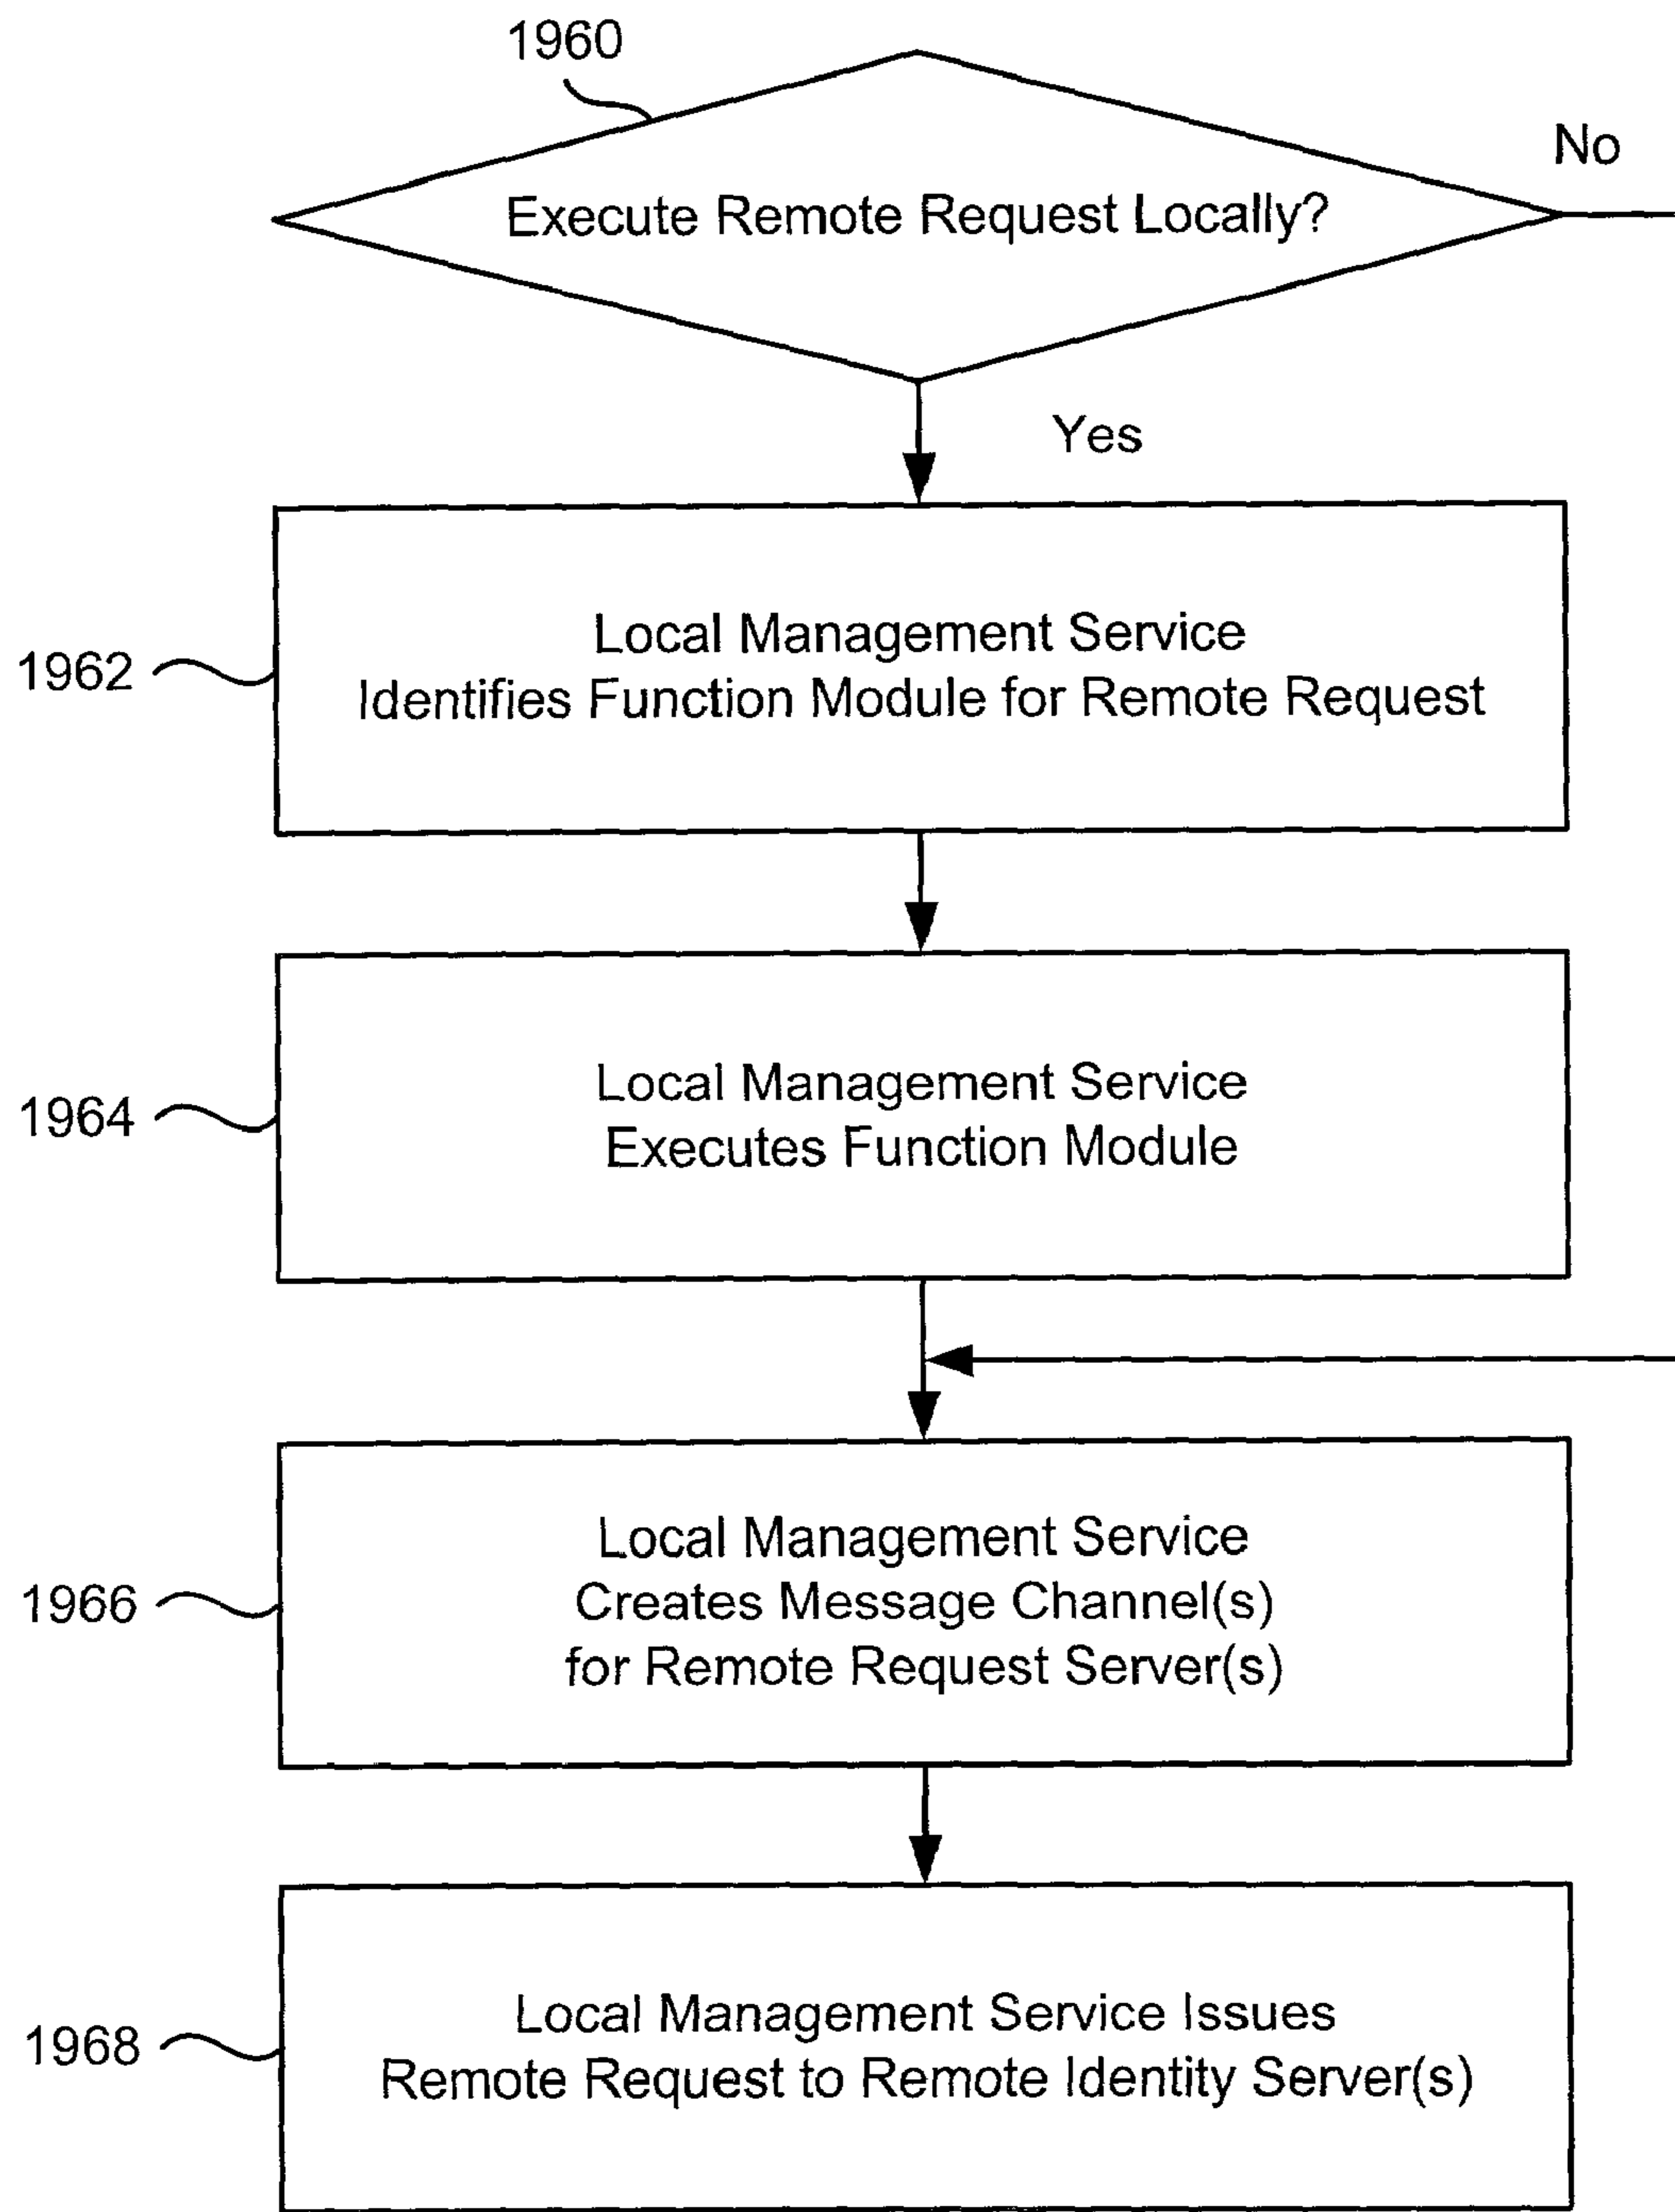 1960
No
Execute Remote Request Locally?
Yes
Local Management Service
Identifies Function Module for Remote Request
1962
Local Management Service
Executes Function Module
1964
Local Management Service
Creates Message Channel(s)
for Remote Request Server(s)
1966
Local Management Service Issues
Remote Request to Remote Identity Server(s)
1968